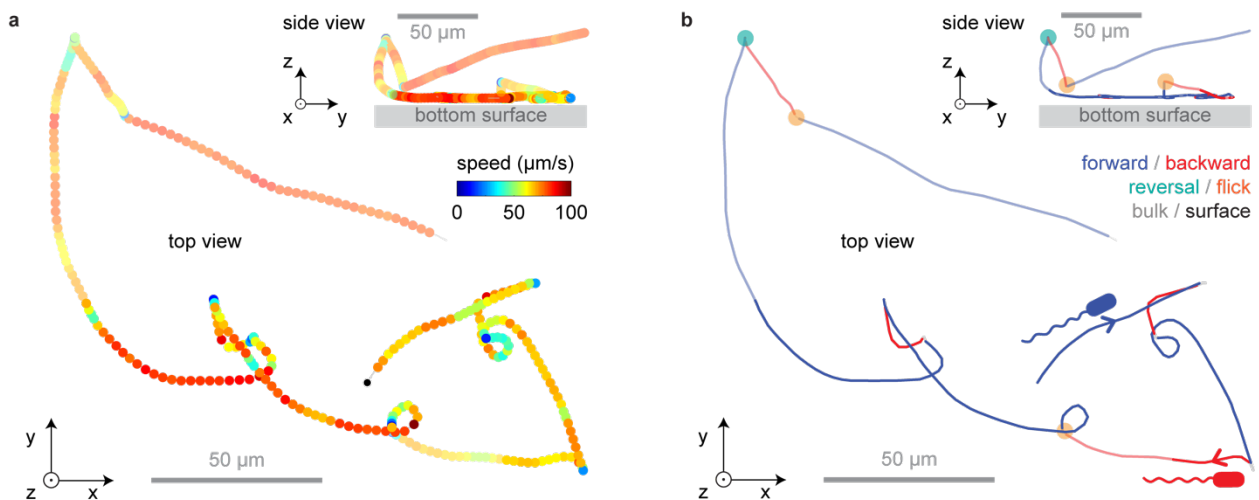 a
side view
50 µm
z
x
y
bottom surface
speed (µm/s)
0
50
100
top view
y
z
x
50 µm
b
side view
50 µm
z
x
y
bottom surface
forward / backward
reversal / flick
bulk / surface
top view
y
z
x
50 µm